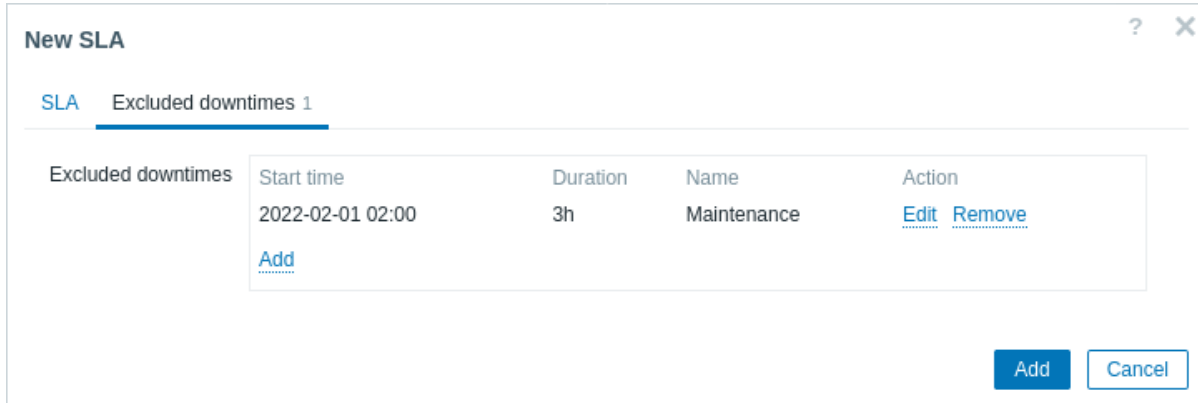 New SLA ?
SLA Excluded downtimes 1
Excluded downtimes Start time Duration Name Action
2022-02-01 02:00 3h Maintenance Edit Remove
Add
Add Cancel